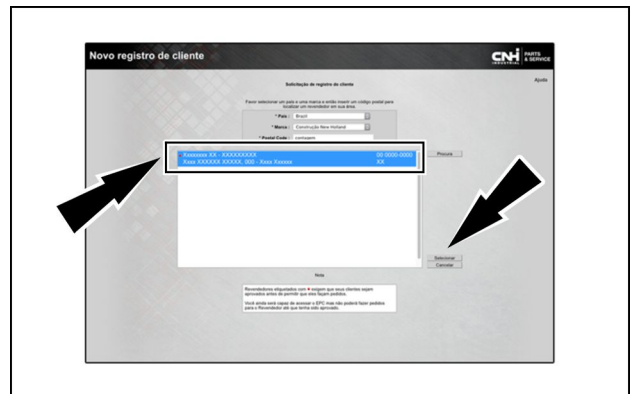 Novo registro de cliente
CNH
INDUSTRIAL
PARTS
& SERVICE
Ajuda
Solicitação de registro do cliente
Favor selecionar um país e uma marca e então inserir um código postal para
localizar um revendedor em sua área.
* País : Brazil
* Marca : Construção New Holland
* Postal Code : contagem
Procura
Xxxxxxxx XX - XXXXXXXXX 00 0000-0000
Xxxx XXXXXX XXXXX, 000 - Xxxx Xxxxxx XX
Selecionar
Cancelar
Nota
Revendedores etiquetados com * exigem que seus clientes sejam
aprovados antes de permitir que eles façam pedidos.
Você ainda será capaz de acessar o EPC mas não poderá fazer pedidos
para o Revendedor até que tenha sido aprovado.